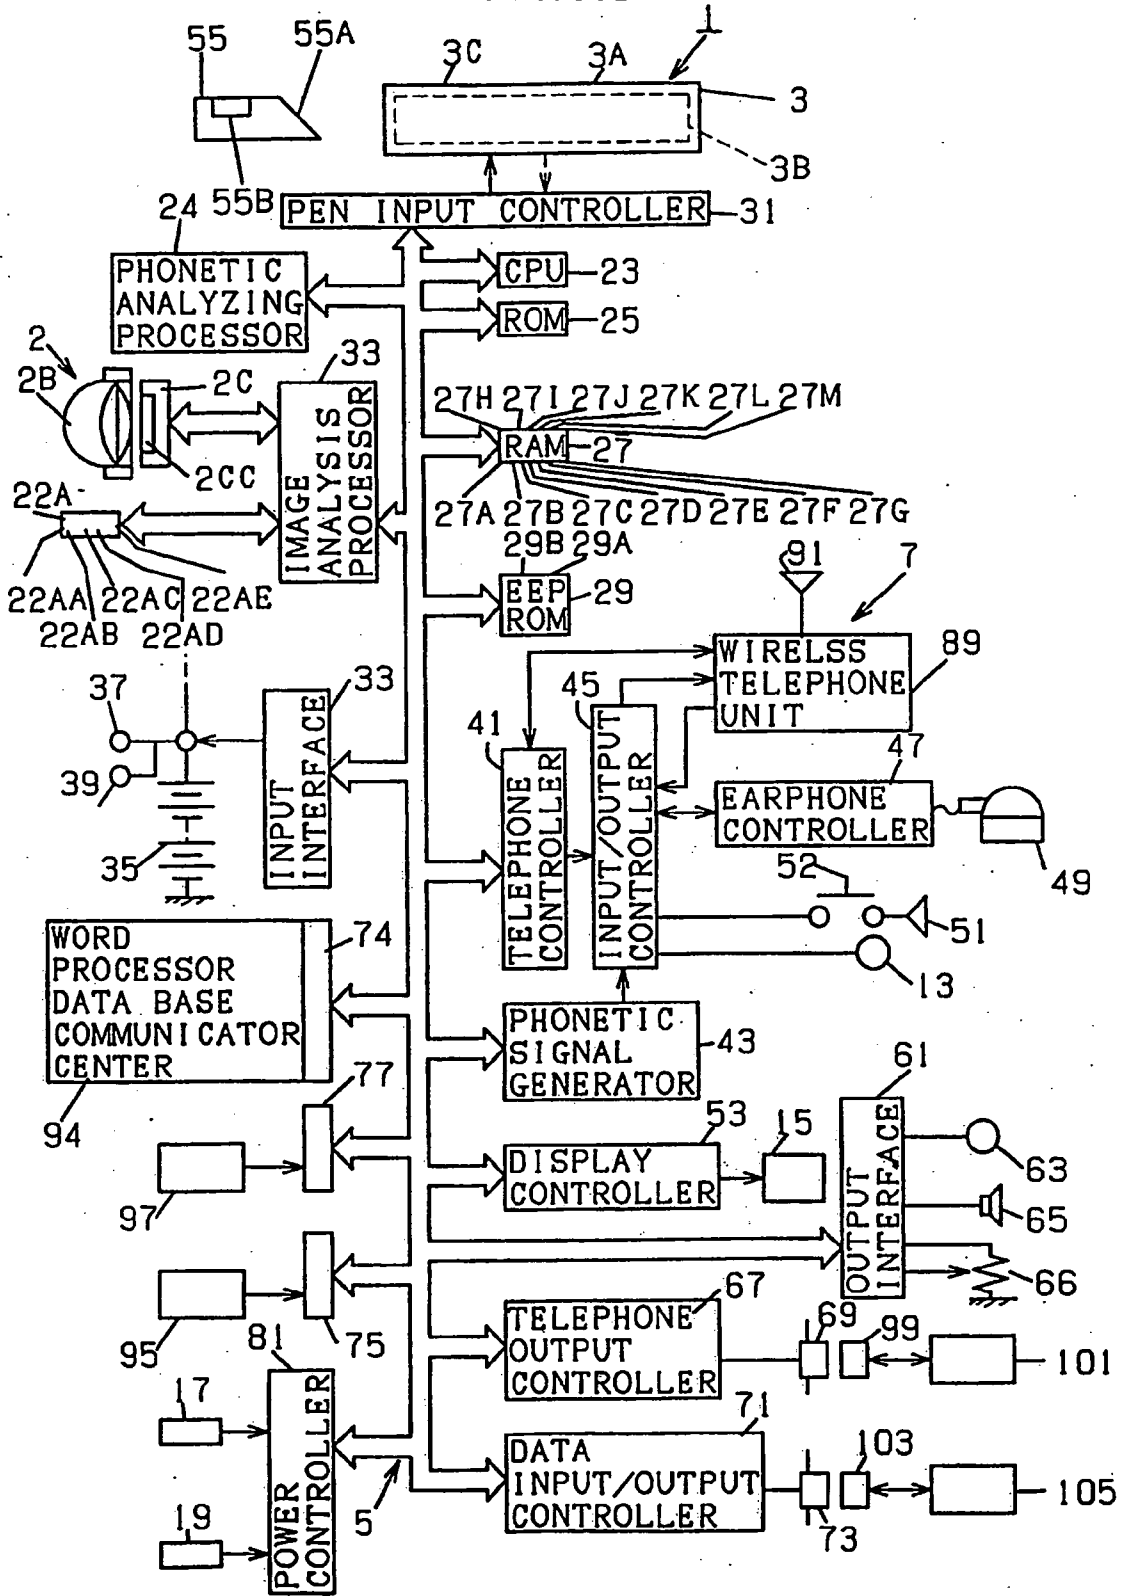 1
55
55A
3C
3A
3
3B
55B
24
PEN INPUT CONTROLLER
31
PHONETIC
ANALYZING
PROCESSOR
CPU
23
ROM
25
2
2B
2C
2CC
33
IMAGE
ANALYSIS
PROCESSOR
27H 27I 27J 27K 27L 27M
RAM
27
27A 27B 27C 27D 27E 27F 27G
22A
22AA 22AC 22AE
22AB 22AD
29B 29A
EEP
ROM
29
91
7
WIRELSS
TELEPHONE
UNIT
89
37
39
35
33
INPUT
INTERFACE
41
TELEPHONE
CONTROLLER
45
INPUT/OUTPUT
CONTROLLER
47
EARPHONE
CONTROLLER
49
52
51
13
WORD
PROCESSOR
DATA BASE
COMMUNICATOR
CENTER
74
94
PHONETIC
SIGNAL
GENERATOR
43
77
97
53
DISPLAY
CONTROLLER
15
61
OUTPUT
INTERFACE
63
65
66
95
75
67
TELEPHONE
OUTPUT
CONTROLLER
69
99
101
81
17
19
POWER
CONTROLLER
5
71
DATA
INPUT/OUTPUT
CONTROLLER
73
103
105